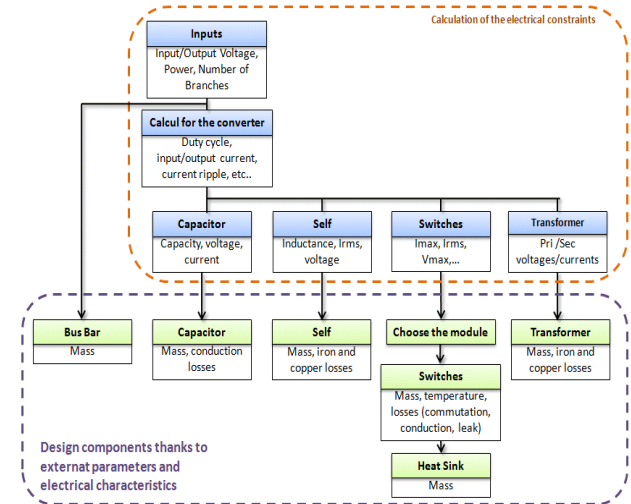 Calculation of the electrical constraints
Inputs
Input/Output Voltage,
Power, Number of
Branches
Calcul for the converter
Duty cycle,
input/output current,
current ripple, etc..
Capacitor
Capacity, voltage,
current
Self
Inductance, Irms,
voltage
Switches
Imax, Irms,
Vmax,...
Transformer
Pri /Sec
voltages/currents
Bus Bar
Mass
Capacitor
Mass, conduction
losses
Self
Mass, iron and
copper losses
Choose the module
Switches
Mass, temperature,
losses (commutation,
conduction, leak)
Heat Sink
Mass
Transformer
Mass, iron and
copper losses
Design components thanks to
externat parameters and
electrical characteristics